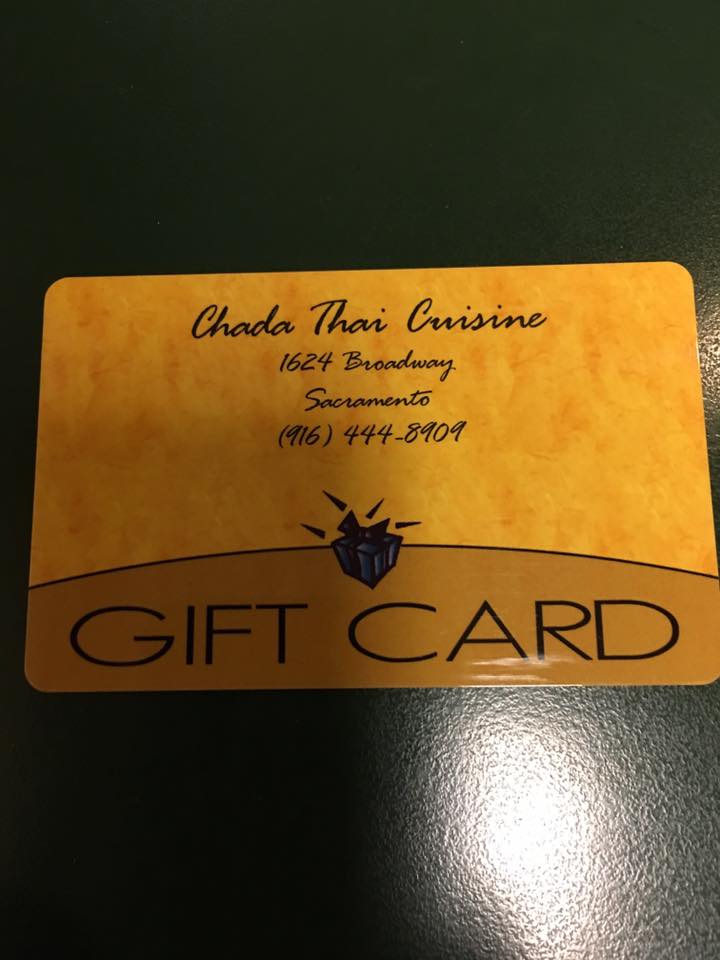 Chada Thai Cuisine
1624 Broadway
Sacramento
(916) 444-8909
GIFT CARD